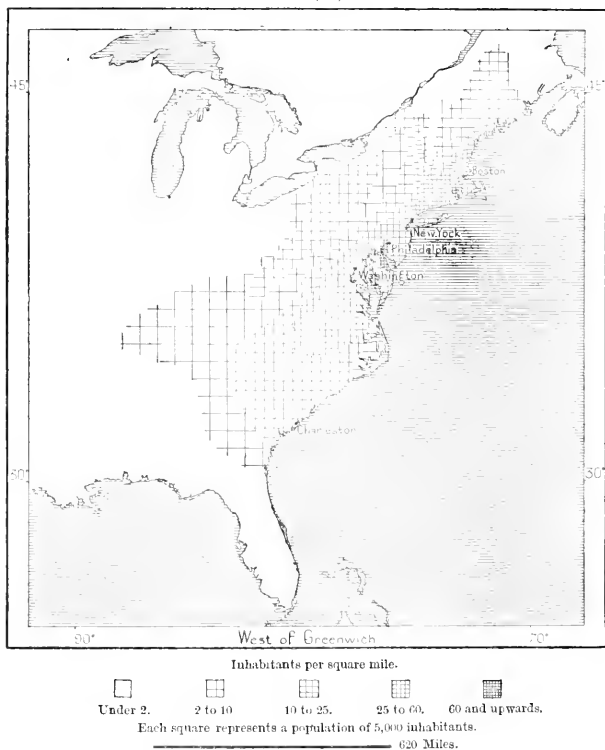 45°
45°
Boston
New York
Philadelphia
Washington
Charleston
30°
30°
90°
West of Greenwich
70°
Inhabitants per square mile.
Under 2.
2 to 10
10 to 25.
25 to 60.
60 and upwards.
Each square represents a population of 5,000 inhabitants.
620 Miles.